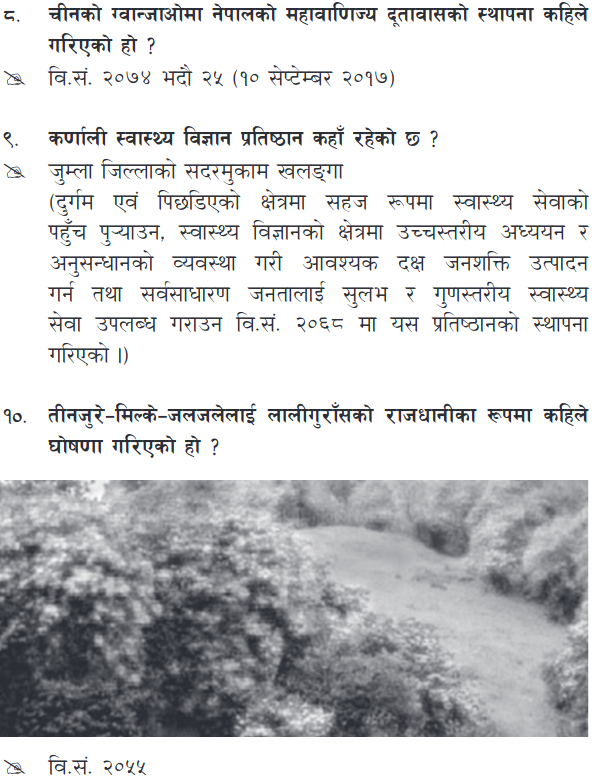 ८. चीनको ग्वान्जाओमा नेपालको महावाणिज्य दूतावासको स्थापना कहिले
गरिएको हो ?
वि.सं. २०७४ भदौ २५ (१० सेप्टेम्बर २०१७)
९. कर्णाली स्वास्थ्य विज्ञान प्रतिष्ठान कहाँ रहेको छ ?
जुम्ला जिल्लाको सदरमुकाम खलङ्गा
(दुर्गम एवं पिछडिएको क्षेत्रमा सहज रूपमा स्वास्थ्य सेवाको
पहुँच पुर्‍याउन, स्वास्थ्य विज्ञानको क्षेत्रमा उच्चस्तरीय अध्ययन र
अनुसन्धानको व्यवस्था गरी आवश्यक दक्ष जनशक्ति उत्पादन
गर्न तथा सर्वसाधारण जनतालाई सुलभ र गुणस्तरीय स्वास्थ्य
सेवा उपलब्ध गराउन वि.सं. २०६८ मा यस प्रतिष्ठानको स्थापना
गरिएको ।)
१०. तीनजुरे-मिल्के-जलजलेलाई लालीगुराँसको राजधानीका रूपमा कहिले
घोषणा गरिएको हो ?
वि.सं. २०५५